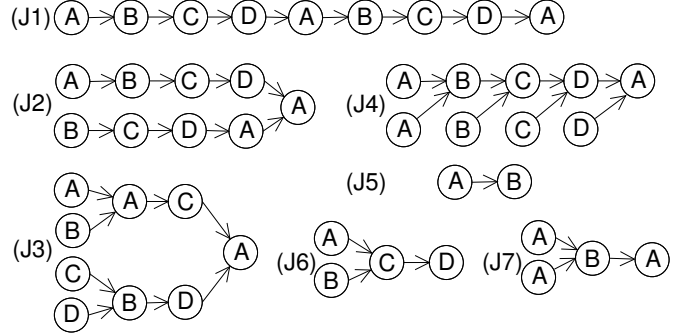 (J1) A B C D A B C D A
(J2) A B C D A
B C D A
(J4) A B C D A
A B C D
(J5) A B
(J3) A B A C A
C D B D
(J6) A B C D
(J7) A A B A